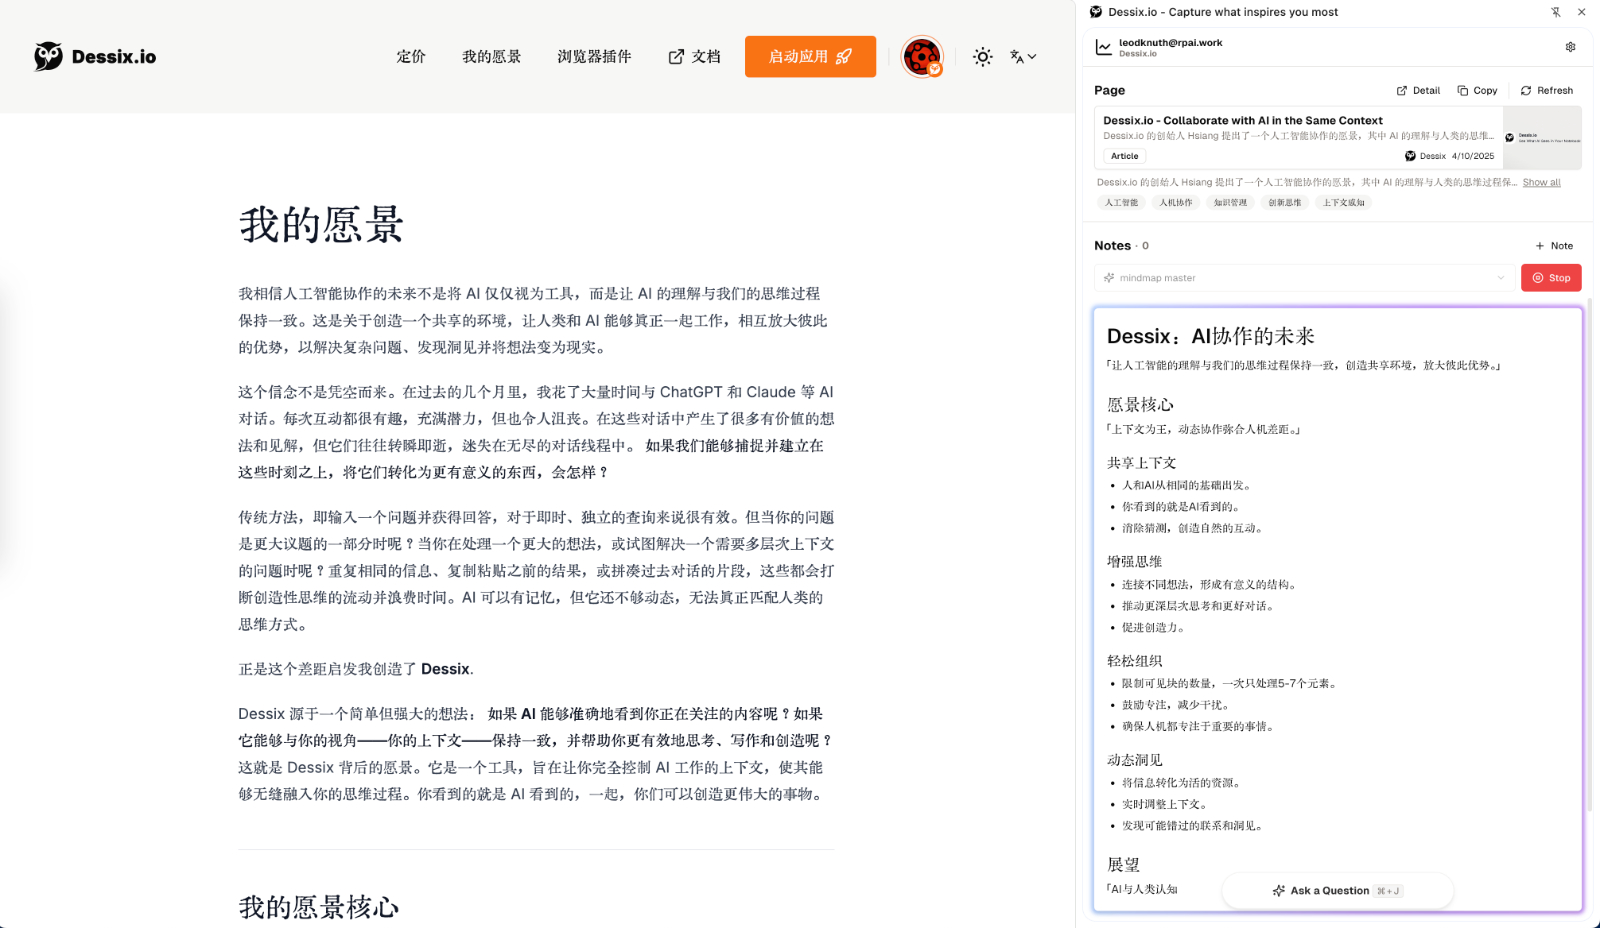 Dessix.io
定价
我的愿景
浏览器插件
文档
启动应用
我的愿景
我相信人工智能协作的未来不是将 AI 仅仅视为工具，而是让 AI 的理解与我们的思维过程
保持一致。这是关于创造一个共享的环境，让人类和 AI 能够真正一起工作，相互放大彼此
的优势，以解决复杂问题、发现洞见并将想法变为现实。
这个信念不是凭空而来。在过去的几个月里，我花了大量时间与 ChatGPT 和 Claude 等 AI
对话。每次互动都很有趣，充满潜力，但也令人沮丧。在这些对话中产生了很多有价值的想
法和见解，但它们往往转瞬即逝，迷失在无尽的对话线程中。 如果我们能够捕捉并建立在
这些时刻之上，将它们转化为更有意义的东西，会怎样？
传统方法，即输入一个问题并获得回答，对于即时、独立的查询来说很有效。但当你的问题
是更大议题的一部分时呢？当你在处理一个更大的想法，或试图解决一个需要多层次上下文
的问题时呢？重复相同的信息、复制粘贴之前的结果，或拼凑过去对话的片段，这些都会打
断创造性思维的流动并浪费时间。AI 可以有记忆，但它还不够动态，无法真正匹配人类的
思维方式。
正是这个差距启发我创造了 Dessix.
Dessix 源于一个简单但强大的想法： 如果 AI 能够准确地看到你正在关注的内容呢？如果
它能够与你的视角——你的上下文——保持一致，并帮助你更有效地思考、写作和创造呢？
这就是 Dessix 背后的愿景。它是一个工具，旨在让你完全控制 AI 工作的上下文，使其能
够无缝融入你的思维过程。你看到的就是 AI 看到的，一起，你们可以创造更伟大的事物。
我的愿景核心
Dessix.io - Capture what inspires you most
leodknuth@rpai.work
Dessix.io
Page
Detail
Copy
Refresh
Dessix.io - Collaborate with AI in the Same Context
Dessix.io 的创始人 Hsiang 提出了一个人工智能协作的愿景，其中 AI 的理解与人类的思维...
Article
Dessix 4/10/2025
Dessix.io
Dessix.io 的创始人 Hsiang 提出了一个人工智能协作的愿景，其中 AI 的理解与人类的思维过程保... Show all
人工智能
人机协作
知识管理
创新思维
上下文感知
Notes · 0
+ Note
mindmap master
Stop
Dessix：AI协作的未来
「让人工智能的理解与我们的思维过程保持一致，创造共享环境，放大彼此优势。」
愿景核心
「上下文为王，动态协作弥合人机差距。」
共享上下文
• 人和AI从相同的基础出发。
• 你看到的就是AI看到的。
• 消除猜测，创造自然的互动。
增强思维
• 连接不同想法，形成有意义的结构。
• 推动更深层次思考和更好对话。
• 促进创造力。
轻松组织
• 限制可见块的数量，一次只处理5-7个元素。
• 鼓励专注，减少干扰。
• 确保人机都专注于重要的事情。
动态洞见
• 将信息转化为活的资源。
• 实时调整上下文。
• 发现可能错过的联系和洞见。
展望
「AI与人类认知
Ask a Question ⌘+J